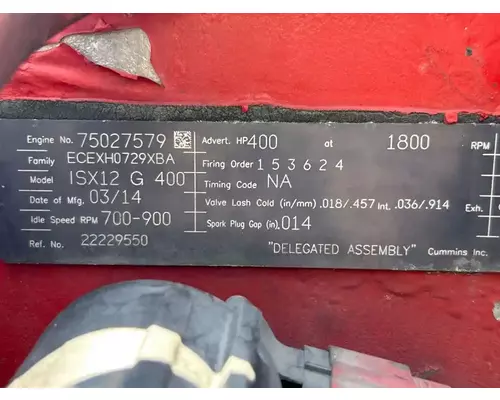 Engine No. 75027579 Advert. HP 400 at 1800 RPM
Family ECEXH0729XBA Firing Order 1 5 3 6 2 4
Model ISX12 G 400 Timing Code NA
Date of Mfg. 03/14 Valve Lash Cold (in/mm) .018/.457 Int. .036/.914 Exh.
Idle Speed RPM 700-900 Spark Plug Gap (in) .014
Ref. No. 22229550 "DELEGATED ASSEMBLY" Cummins Inc.